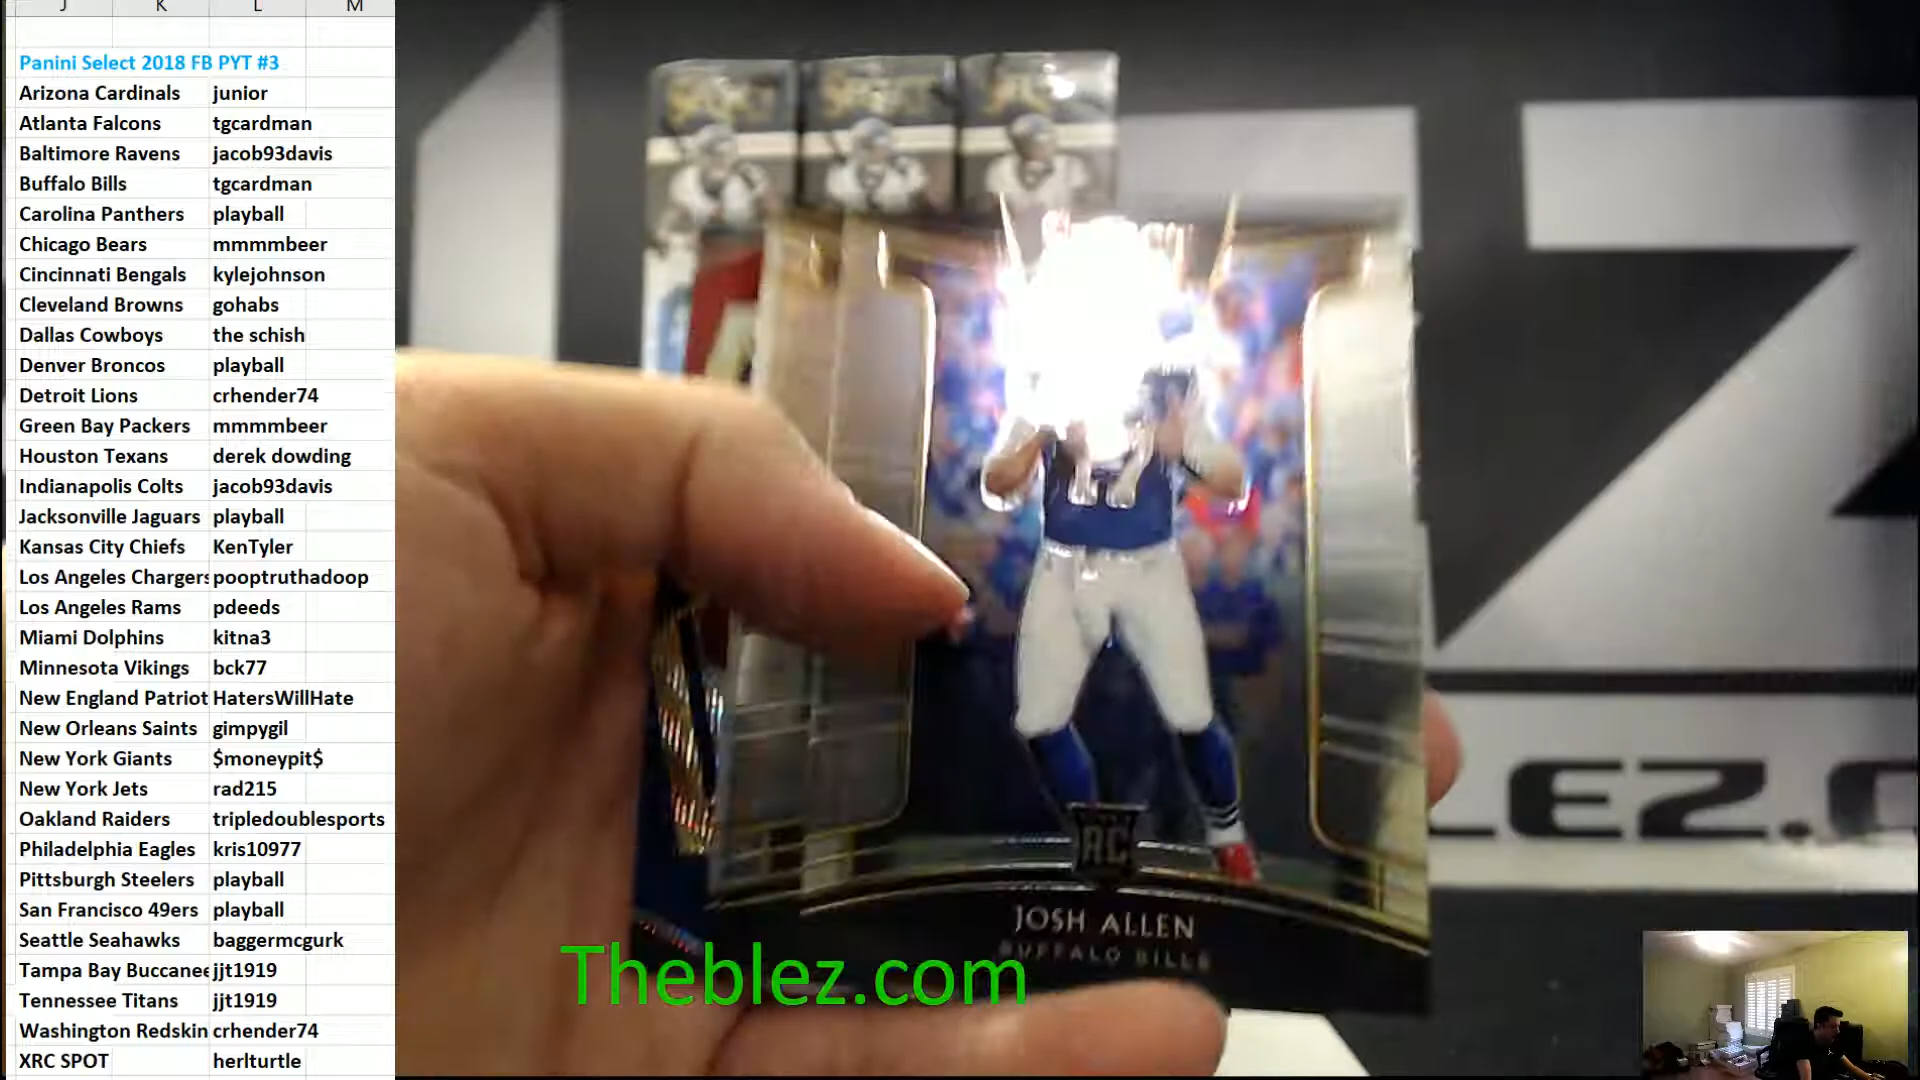 J K L M
Panini Select 2018 FB PYT #3
Arizona Cardinals junior
Atlanta Falcons tgcardman
Baltimore Ravens jacob93davis
Buffalo Bills tgcardman
Carolina Panthers playball
Chicago Bears mmmmbeer
Cincinnati Bengals kylejohnson
Cleveland Browns gohabs
Dallas Cowboys the schish
Denver Broncos playball
Detroit Lions crhender74
Green Bay Packers mmmmbeer
Houston Texans derek dowding
Indianapolis Colts jacob93davis
Jacksonville Jaguars playball
Kansas City Chiefs KenTyler
Los Angeles Chargers pooptruthadoop
Los Angeles Rams pdeeds
Miami Dolphins kitna3
Minnesota Vikings bck77
New England Patriot HatersWillHate
New Orleans Saints gimpygil
New York Giants $moneypit$
New York Jets rad215
Oakland Raiders tripledoublesports
Philadelphia Eagles kris10977
Pittsburgh Steelers playball
San Francisco 49ers playball
Seattle Seahawks baggermcgurk
Tampa Bay Buccanee jjt1919
Tennessee Titans jjt1919
Washington Redskin crhender74
XRC SPOT herlturtle
RC
JOSH ALLEN
BUFFALO BILLS
Theblez.com
LEZ.C